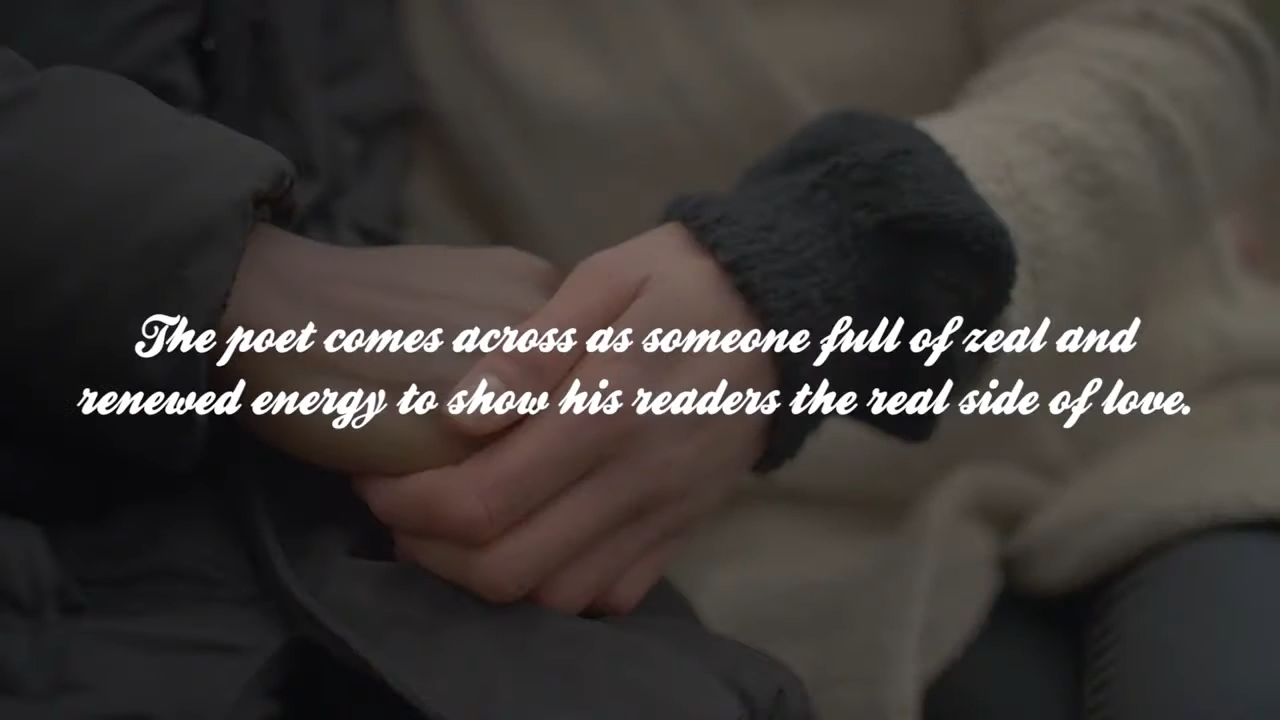 The poet comes across as someone full of zeal and
renewed energy to show his readers the real side of love.